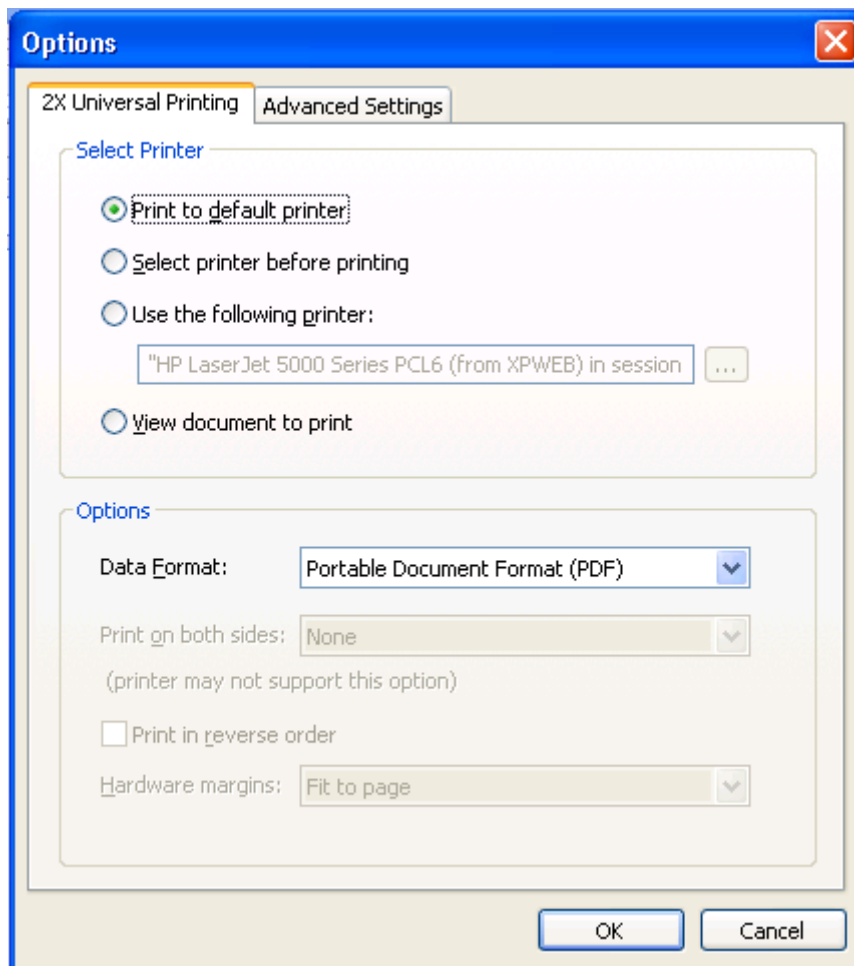 Options
2X Universal Printing
Advanced Settings
Select Printer
Print to default printer
Select printer before printing
Use the following printer:
"HP LaserJet 5000 Series PCL6 (from XPWEB) in session
...
View document to print
Options
Data Format:
Portable Document Format (PDF)
Print on both sides:
None
(printer may not support this option)
Print in reverse order
Hardware margins:
Fit to page
OK
Cancel